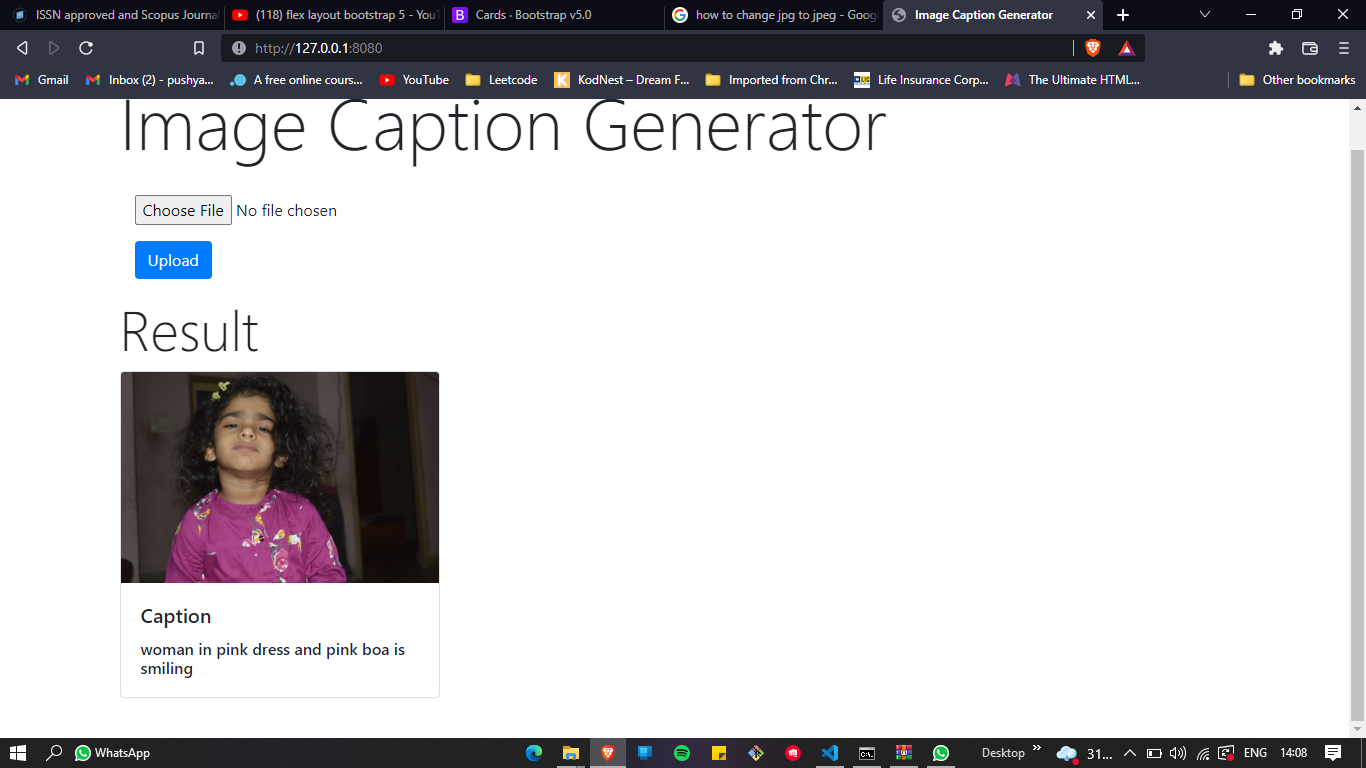 ISSN approved and Scopus Journa
(118) flex layout bootstrap 5 - YouT
Cards · Bootstrap v5.0
how to change jpg to jpeg - Goog
Image Caption Generator
http://127.0.0.1:8080
Gmail
Inbox (2) - pushya...
A free online cours...
YouTube
Leetcode
KodNest – Dream F...
Imported from Chr...
Life Insurance Corp...
The Ultimate HTML...
Other bookmarks
Image Caption Generator
Choose File No file chosen
Upload
Result
Caption
woman in pink dress and pink boa is
smiling
WhatsApp
Desktop
31...
ENG
14:08